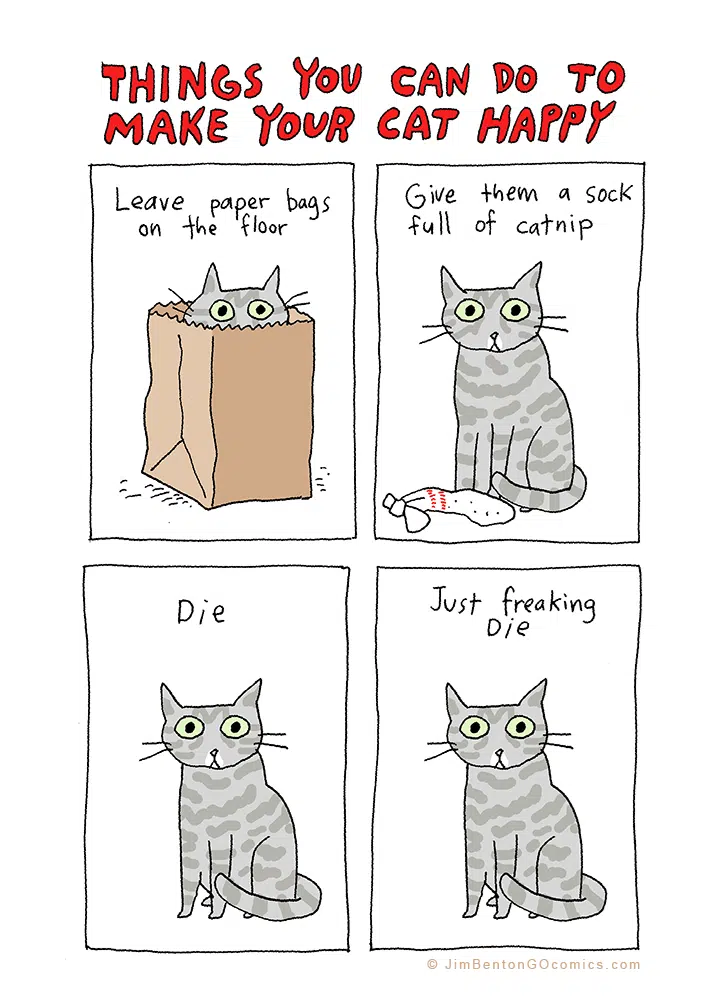 THINGS YOU CAN DO TO
MAKE YOUR CAT HAPPY
Leave paper bags
on the floor
Give them a sock
full of catnip
Die
Just freaking
Die
© JimBentonGOcomics.com